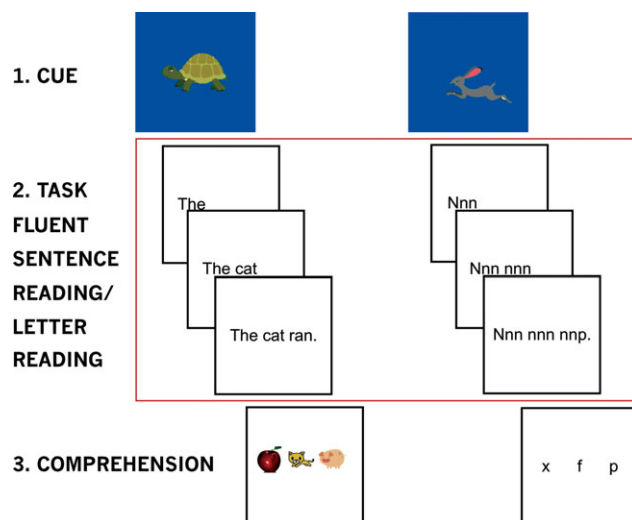 1. CUE
2. TASK
FLUENT
SENTENCE
READING/
LETTER
READING
The
The cat
The cat ran.
Nnn
Nnn nnn
Nnn nnn nnp.
3. COMPREHENSION
x f p